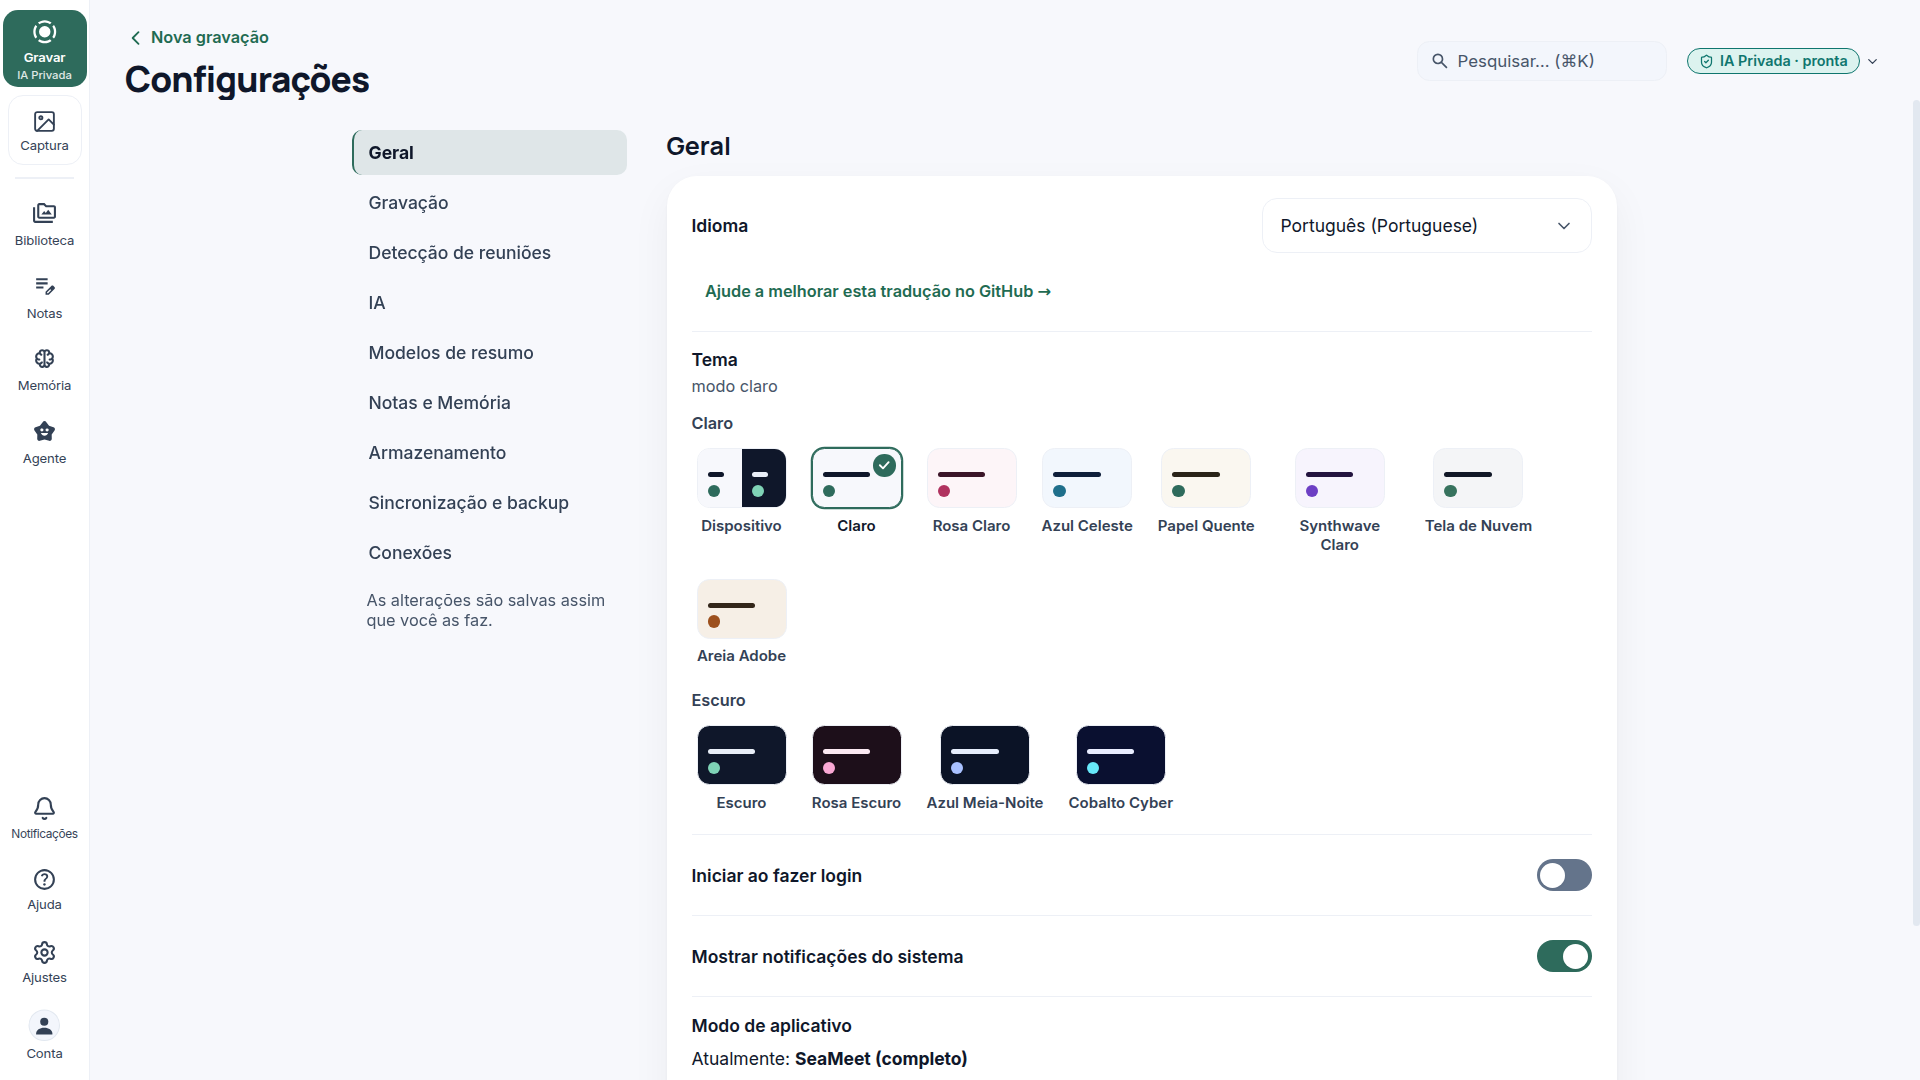 Gravar
IA Privada
Captura
Biblioteca
Notas
Memória
Agente
Notificações
Ajuda
Ajustes
Conta
Nova gravação
Configurações
Pesquisar... (⌘K)
IA Privada · pronta
Geral
Gravação
Detecção de reuniões
IA
Modelos de resumo
Notas e Memória
Armazenamento
Sincronização e backup
Conexões
As alterações são salvas assim
que você as faz.
Geral
Idioma
Português (Portuguese)
Ajude a melhorar esta tradução no GitHub →
Tema
modo claro
Claro
Dispositivo
Claro
Rosa Claro
Azul Celeste
Papel Quente
Synthwave
Claro
Tela de Nuvem
Areia Adobe
Escuro
Escuro
Rosa Escuro
Azul Meia-Noite
Cobalto Cyber
Iniciar ao fazer login
Mostrar notificações do sistema
Modo de aplicativo
Atualmente: SeaMeet (completo)